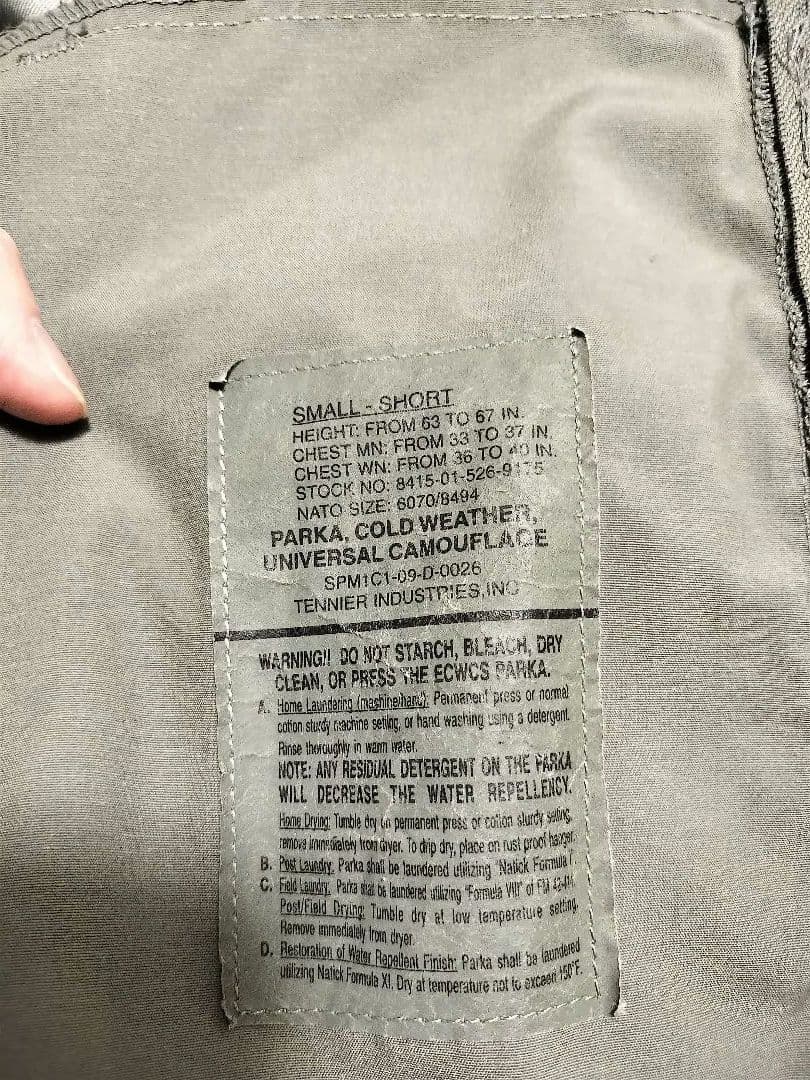 SMALL - SHORT
HEIGHT: FROM 63 TO 67 IN.
CHEST MN: FROM 33 TO 37 IN.
CHEST WN: FROM 36 TO 40 IN.
STOCK NO: 8415-01-526-9175
NATO SIZE: 6070/8494
PARKA, COLD WEATHER,
UNIVERSAL CAMOUFLAGE
SPM1C1-09-D-0026
TENNIER INDUSTRIES, INC
WARNING!! DO NOT STARCH, BLEACH, DRY
CLEAN, OR PRESS THE ECWCS PARKA.
A. Home Laundering (mashine/hand): Permanent press or normal
cotton sturdy machine setting, or hand washing using a detergent.
Rinse thoroughly in warm water.
NOTE: ANY RESIDUAL DETERGENT ON THE PARKA
WILL DECREASE THE WATER REPELLENCY.
Home Drying: Tumble dry on permanent press or cotton sturdy setting,
remove immediately from dryer. To drip dry, place on rust proof hanger.
B. Post Laundry. Parka shall be laundered utilizing "Natick Formula
C. Field Laundry: Parka shall be laundered utilizing "Formula VIII" of FM
Post/Field Drying: Tumble dry at low temperature setting.
Remove immediately from dryer.
D. Restoration of Water Repellent Finish: Parka shall be laundered
utilizing Natick Formula XI. Dry at temperature not to exceed 150°F.